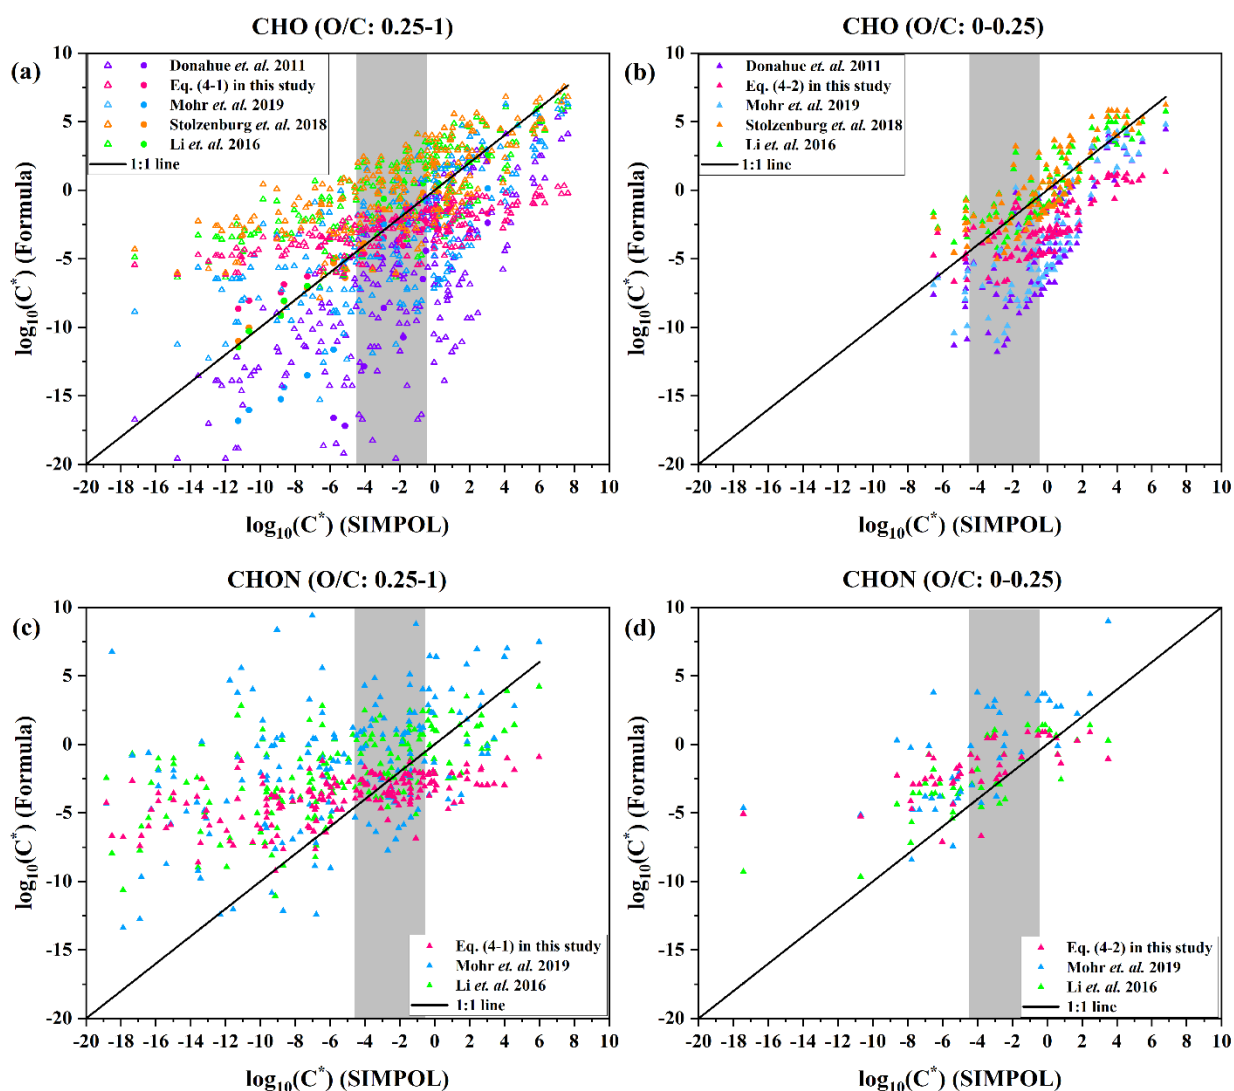 CHO (O/C: 0.25-1)
(a)
Donahue et. al. 2011
Eq. (4-1) in this study
Mohr et. al. 2019
Stolzenburg et. al. 2018
Li et. al. 2016
1:1 line
10
5
0
-5
-10
-15
-20
log10(C*) (Formula)
-20 -18 -16 -14 -12 -10 -8 -6 -4 -2 0 2 4 6 8 10
log10(C*) (SIMPOL)
CHO (O/C: 0-0.25)
(b)
Donahue et. al. 2011
Eq. (4-2) in this study
Mohr et. al. 2019
Stolzenburg et. al. 2018
Li et. al. 2016
1:1 line
10
5
0
-5
-10
-15
-20
log10(C*) (Formula)
-20 -18 -16 -14 -12 -10 -8 -6 -4 -2 0 2 4 6 8 10
log10(C*) (SIMPOL)
CHON (O/C: 0.25-1)
(c)
10
5
0
-5
-10
-15
-20
log10(C*) (Formula)
Eq. (4-1) in this study
Mohr et. al. 2019
Li et. al. 2016
1:1 line
-20 -18 -16 -14 -12 -10 -8 -6 -4 -2 0 2 4 6 8 10
log10(C*) (SIMPOL)
CHON (O/C: 0-0.25)
(d)
10
5
0
-5
-10
-15
-20
log10(C*) (Formula)
Eq. (4-2) in this study
Mohr et. al. 2019
Li et. al. 2016
1:1 line
-20 -18 -16 -14 -12 -10 -8 -6 -4 -2 0 2 4 6 8 10
log10(C*) (SIMPOL)